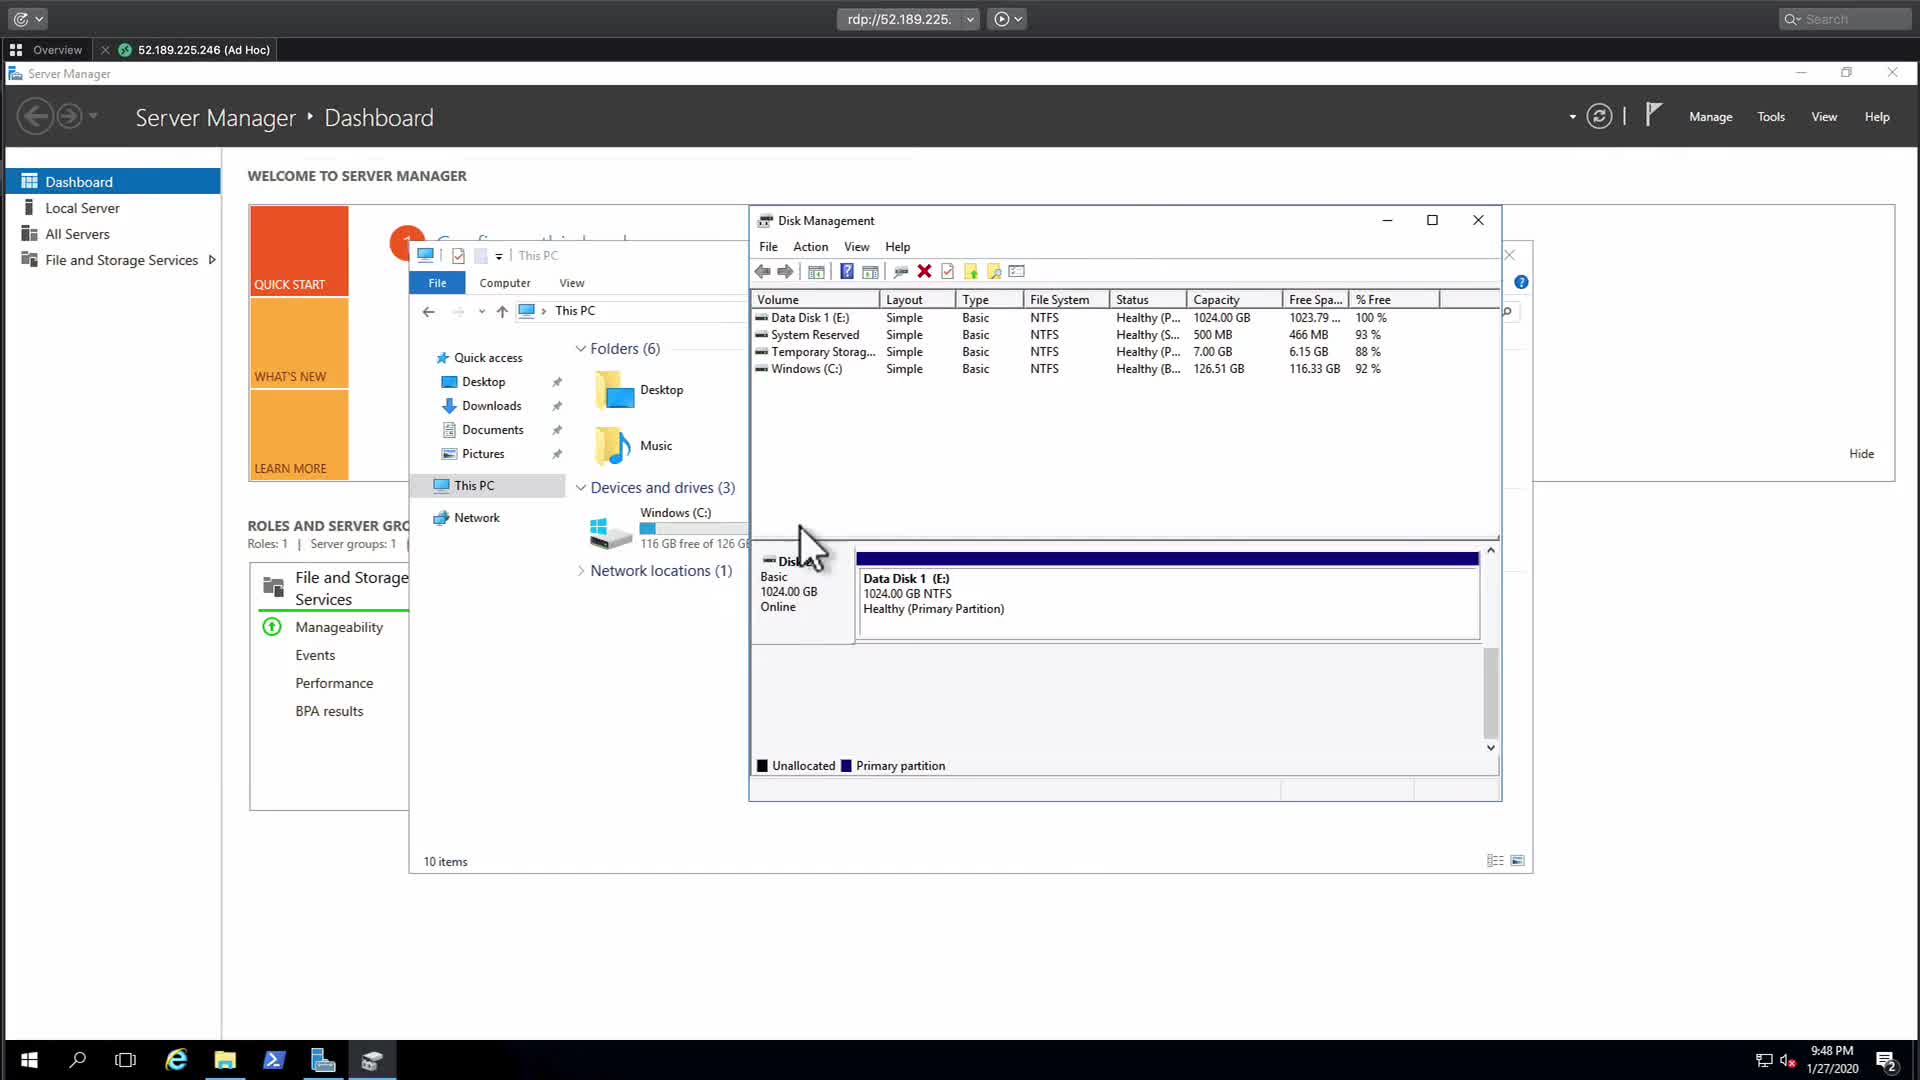 rdp://52.189.225.
Search
Overview
52.189.225.246 (Ad Hoc)
Server Manager
Server Manager ‣ Dashboard
Manage Tools View Help
Dashboard
Local Server
All Servers
File and Storage Services
WELCOME TO SERVER MANAGER
QUICK START
WHAT'S NEW
LEARN MORE
Hide
ROLES AND SERVER GRO
Roles: 1 | Server groups: 1 |
File and Storage
Services
Manageability
Events
Performance
BPA results
This PC
File Computer View
This PC
Quick access
Desktop
Downloads
Documents
Pictures
This PC
Network
Folders (6)
Desktop
Music
Devices and drives (3)
Windows (C:)
116 GB free of 126 GB
Network locations (1)
10 items
Disk Management
File Action View Help
Volume Layout Type File System Status Capacity Free Spa... % Free
Data Disk 1 (E:) Simple Basic NTFS Healthy (P... 1024.00 GB 1023.79 ... 100 %
System Reserved Simple Basic NTFS Healthy (S... 500 MB 466 MB 93 %
Temporary Storag... Simple Basic NTFS Healthy (P... 7.00 GB 6.15 GB 88 %
Windows (C:) Simple Basic NTFS Healthy (B... 126.51 GB 116.33 GB 92 %
Basic
1024.00 GB
Online
Data Disk 1 (E:)
1024.00 GB NTFS
Healthy (Primary Partition)
Unallocated Primary partition
9:48 PM
1/27/2020
2